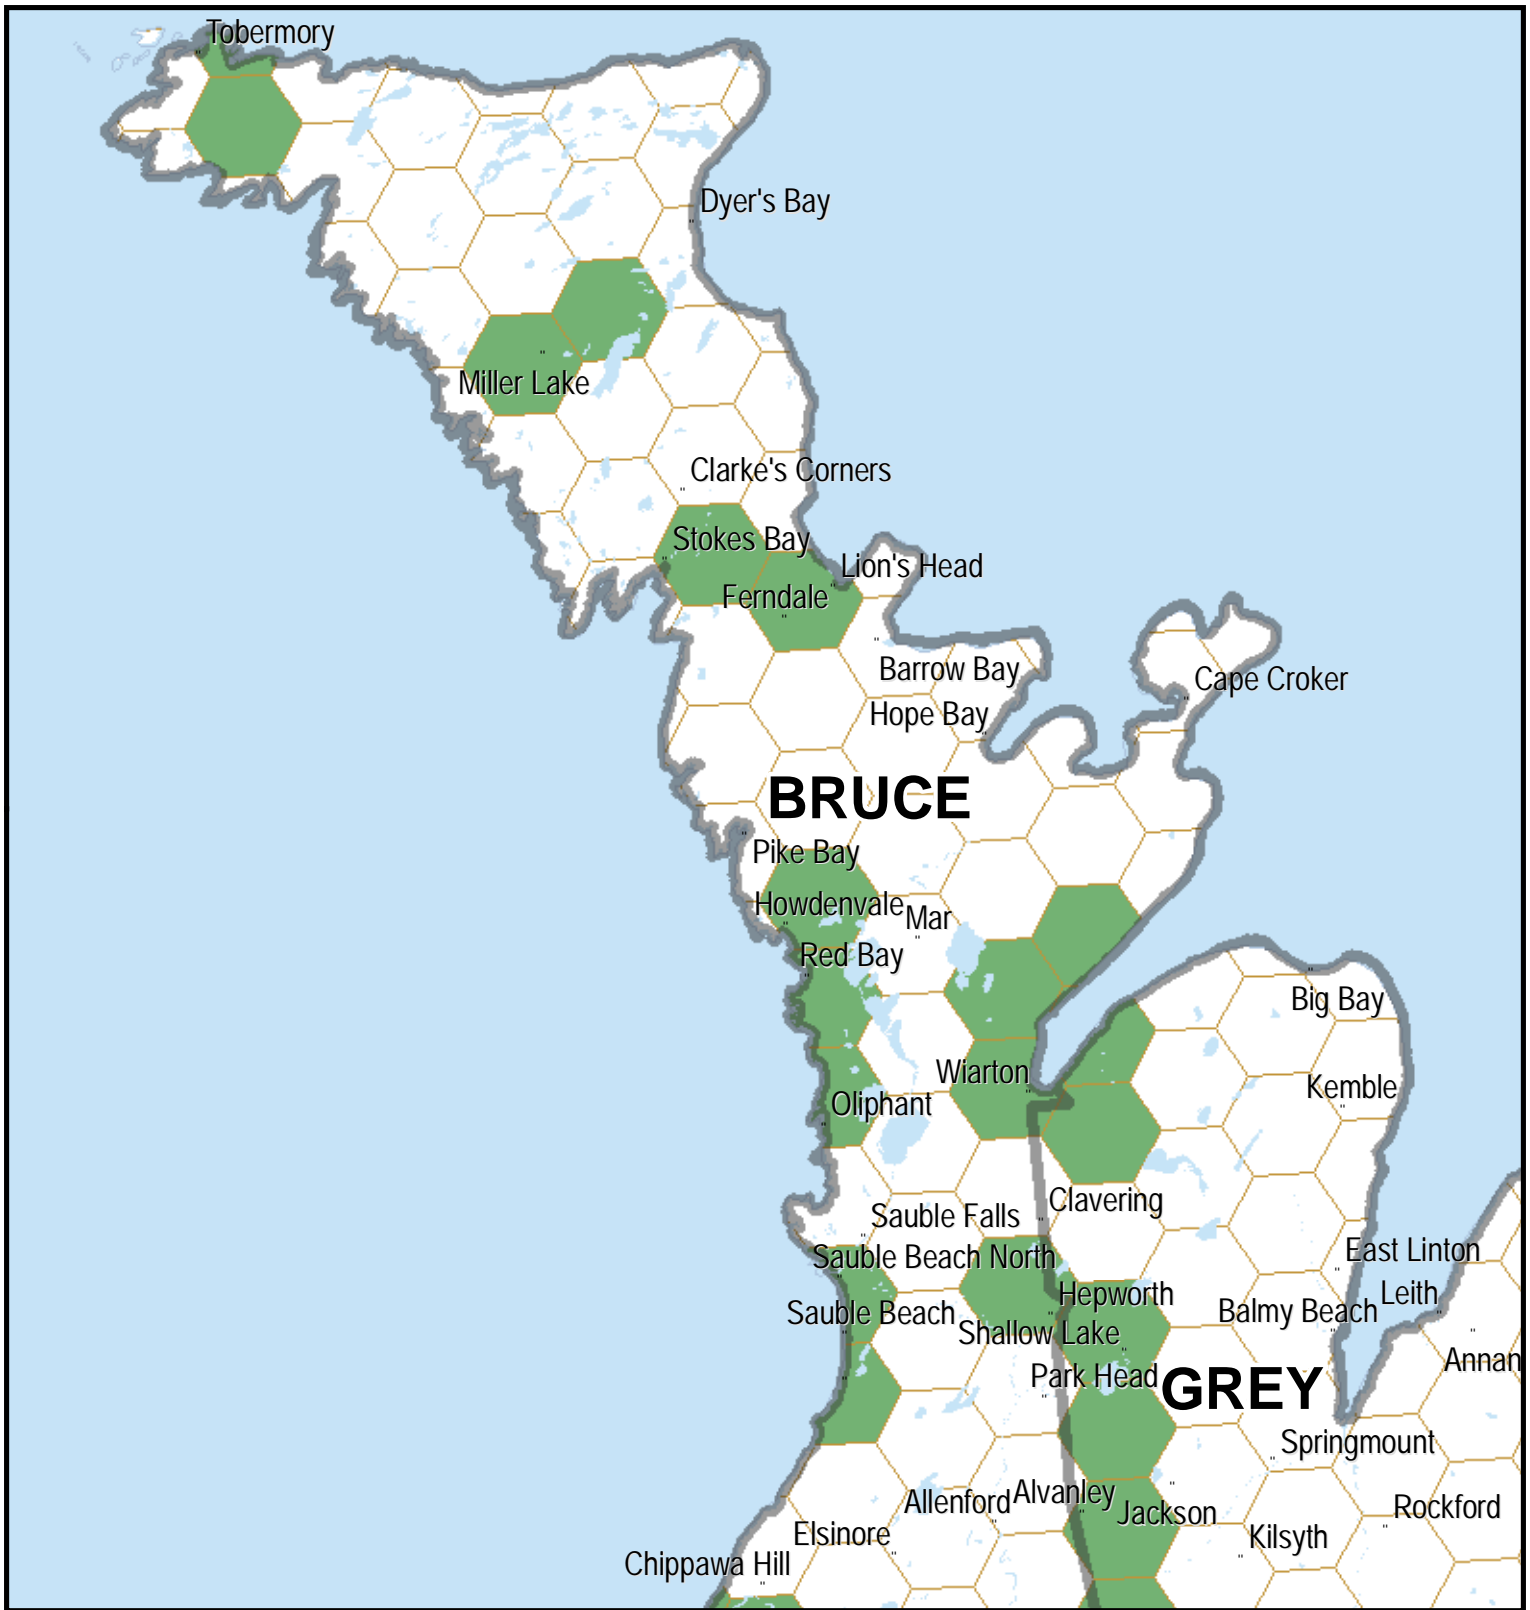 Tobermory
Dyer's Bay
Miller Lake
Clarke's Corners
Stokes Bay
Lion's Head
Ferndale
Barrow Bay
Cape Croker
Hope Bay
BRUCE
Pike Bay
Howdenvale
Mar
Red Bay
Big Bay
Wiarton
Kemble
Oliphant
Clavering
Sauble Falls
East Linton
Sauble Beach North
Hepworth
Leith
Sauble Beach
Balmy Beach
Shallow Lake
Annan
Park Head
GREY
Springmount
Alvanley
Allenford
Jackson
Rockford
Elsinore
Kilsyth
Chippawa Hill